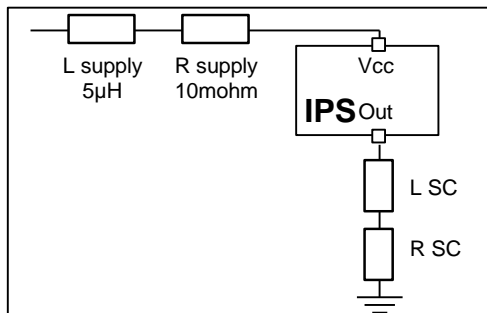 L supply
5µH
R supply
10mohm
Vcc
IPS Out
L SC
R SC